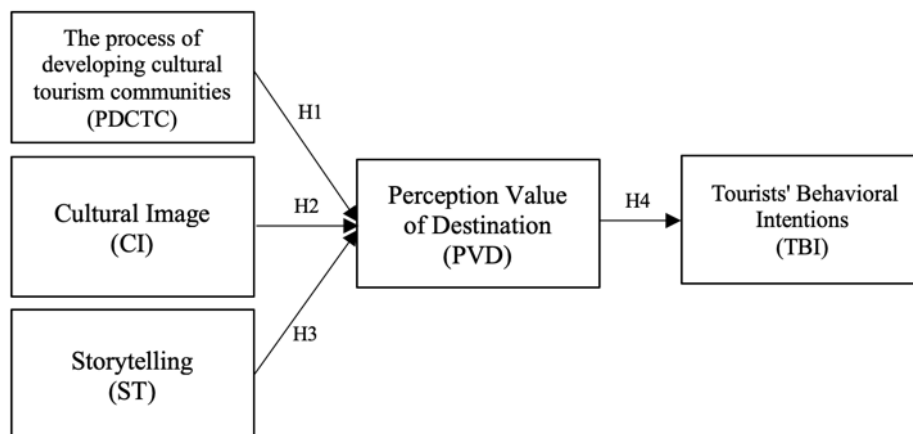 The process of
developing cultural
tourism communities
(PDCTC)
H1
Cultural Image
(CI)
H2
Storytelling
(ST)
H3
Perception Value
of Destination
(PVD)
H4
Tourists' Behavioral
Intentions
(TBI)